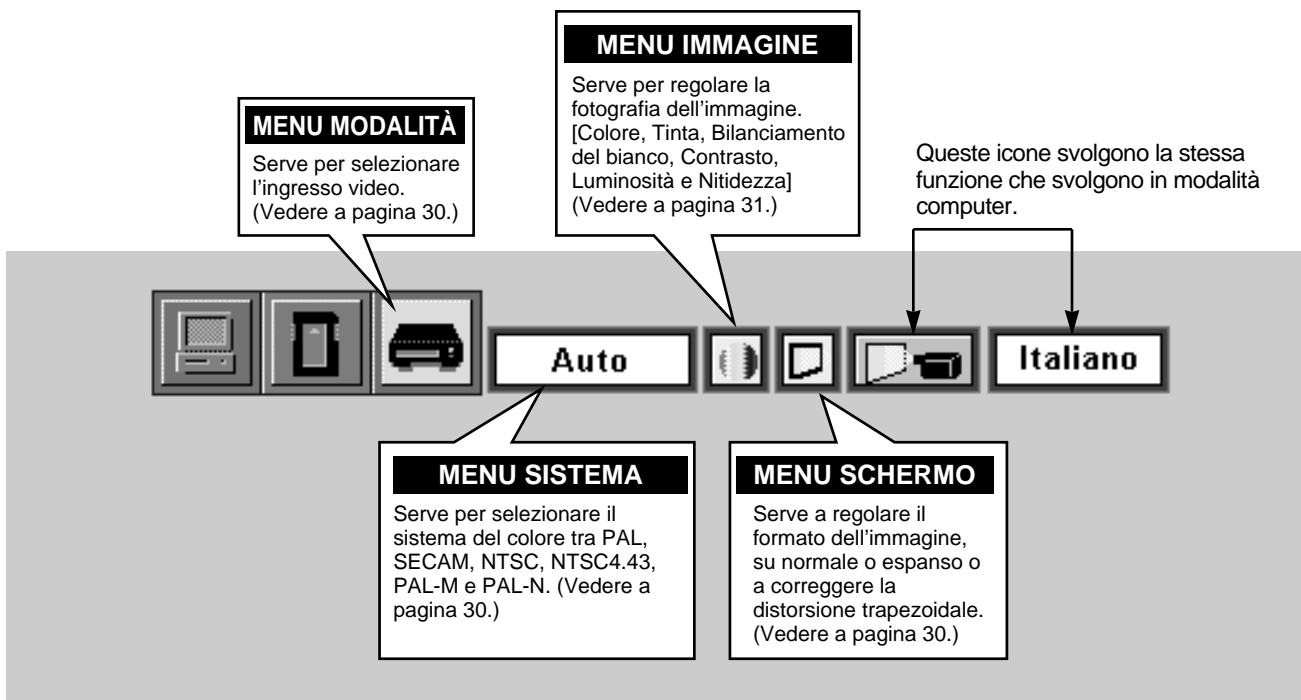 MENU IMMAGINE
Serve per regolare la
fotografia dell'immagine.
[Colore, Tinta, Bilanciamento
del bianco, Contrasto,
Luminosità e Nitidezza]
(Vedere a pagina 31.)
MENU MODALITÀ
Serve per selezionare
l'ingresso video.
(Vedere a pagina 30.)
Queste icone svolgono la stessa
funzione che svolgono in modalità
computer.
Auto
Italiano
MENU SISTEMA
Serve per selezionare il
sistema del colore tra PAL,
SECAM, NTSC, NTSC4.43,
PAL-M e PAL-N. (Vedere a
pagina 30.)
MENU SCHERMO
Serve a regolare il
formato dell'immagine,
su normale o espanso o
a correggere la
distorsione trapezoidale.
(Vedere a pagina 30.)